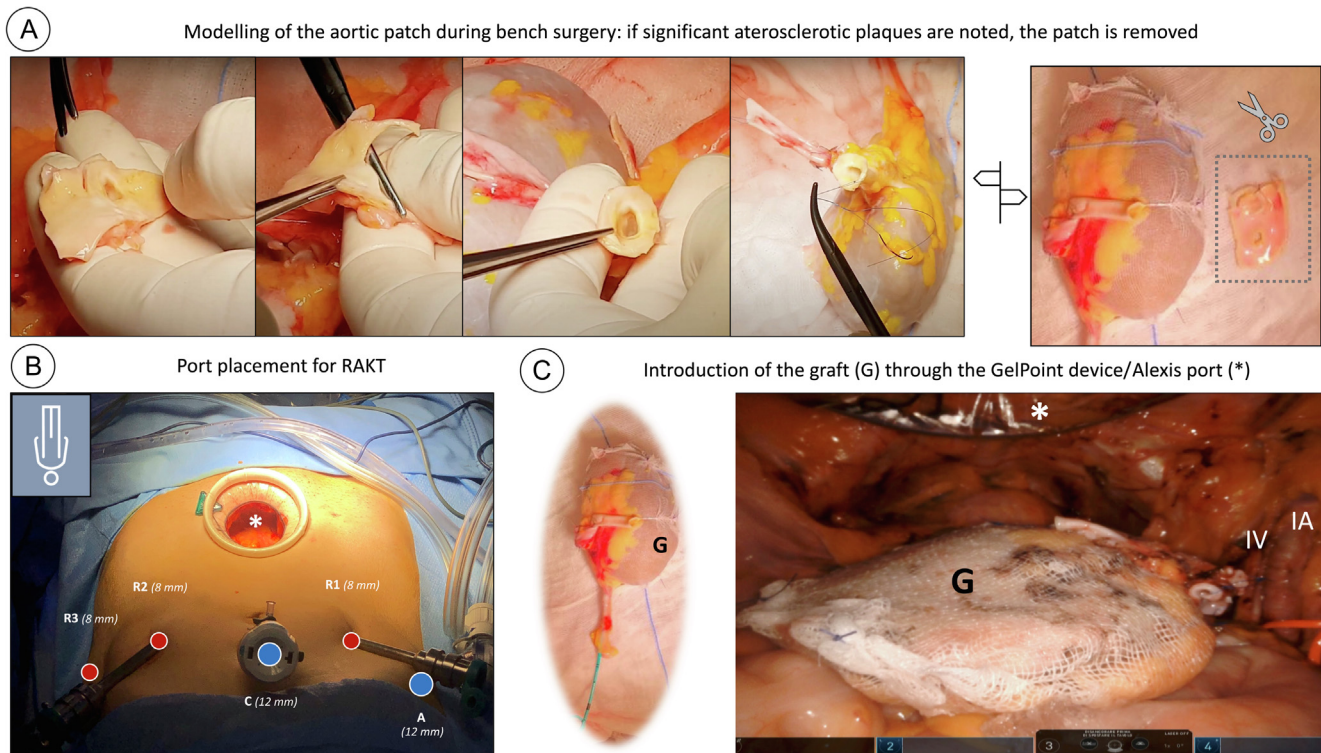 A
Modelling of the aortic patch during bench surgery: if significant aterosclerotic plaques are noted, the patch is removed
B
Port placement for RAKT
*
R2 (8 mm)
R1 (8 mm)
R3 (8 mm)
C (12 mm)
A
(12 mm)
C
Introduction of the graft (G) through the GelPoint device/Alexis port (*)
G
*
IA
IV
G
2
3
4